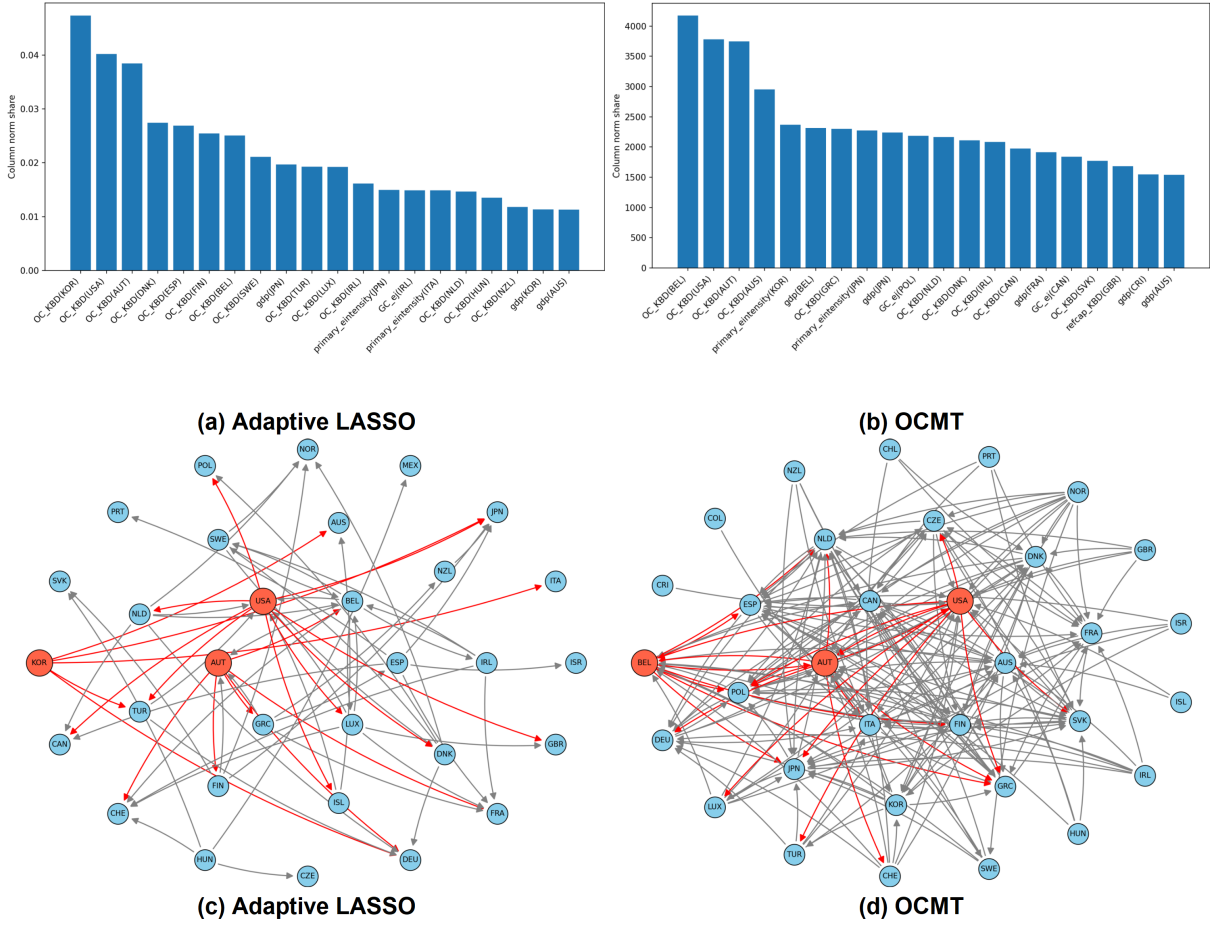 Column norm share
0.04
0.03
0.02
0.01
0.00
OC_KBD(KOR)
OC_KBD(USA)
OC_KBD(AUT)
OC_KBD(DNK)
OC_KBD(ESP)
OC_KBD(FIN)
OC_KBD(BEL)
OC_KBD(SWE)
gdp(JPN)
OC_KBD(TUR)
OC_KBD(LUX)
OC_KBD(IRL)
primary_eintensity(JPN)
GC_ej(IRL)
primary_eintensity(ITA)
OC_KBD(NLD)
OC_KBD(HUN)
OC_KBD(NZL)
gdp(KOR)
gdp(AUS)
(a) Adaptive LASSO
Column norm share
4000
3500
3000
2500
2000
1500
1000
500
0
OC_KBD(BEL)
OC_KBD(USA)
OC_KBD(AUT)
OC_KBD(AUS)
primary_eintensity(KOR)
gdp(BEL)
OC_KBD(GRC)
primary_eintensity(JPN)
gdp(JPN)
GC_ej(POL)
OC_KBD(NLD)
OC_KBD(DNK)
OC_KBD(IRL)
OC_KBD(CAN)
gdp(FRA)
GC_ej(CAN)
OC_KBD(SVK)
refcap_KBD(GBR)
gdp(CRI)
gdp(AUS)
(b) OCMT
NOR
POL
MEX
PRT
AUS
JPN
SWE
NZL
SVK
ITA
USA
BEL
NLD
KOR
AUT
ESP
IRL
ISR
TUR
GRC
LUX
CAN
GBR
DNK
FIN
ISL
CHE
FRA
HUN
DEU
CZE
(c) Adaptive LASSO
CHL
PRT
NZL
NOR
COL
CZE
NLD
DNK
GBR
CRI
ESP
CAN
USA
ISR
FRA
BEL
AUT
AUS
POL
ISL
ITA
FIN
SVK
DEU
JPN
IRL
GRC
LUX
KOR
HUN
TUR
SWE
CHE
(d) OCMT